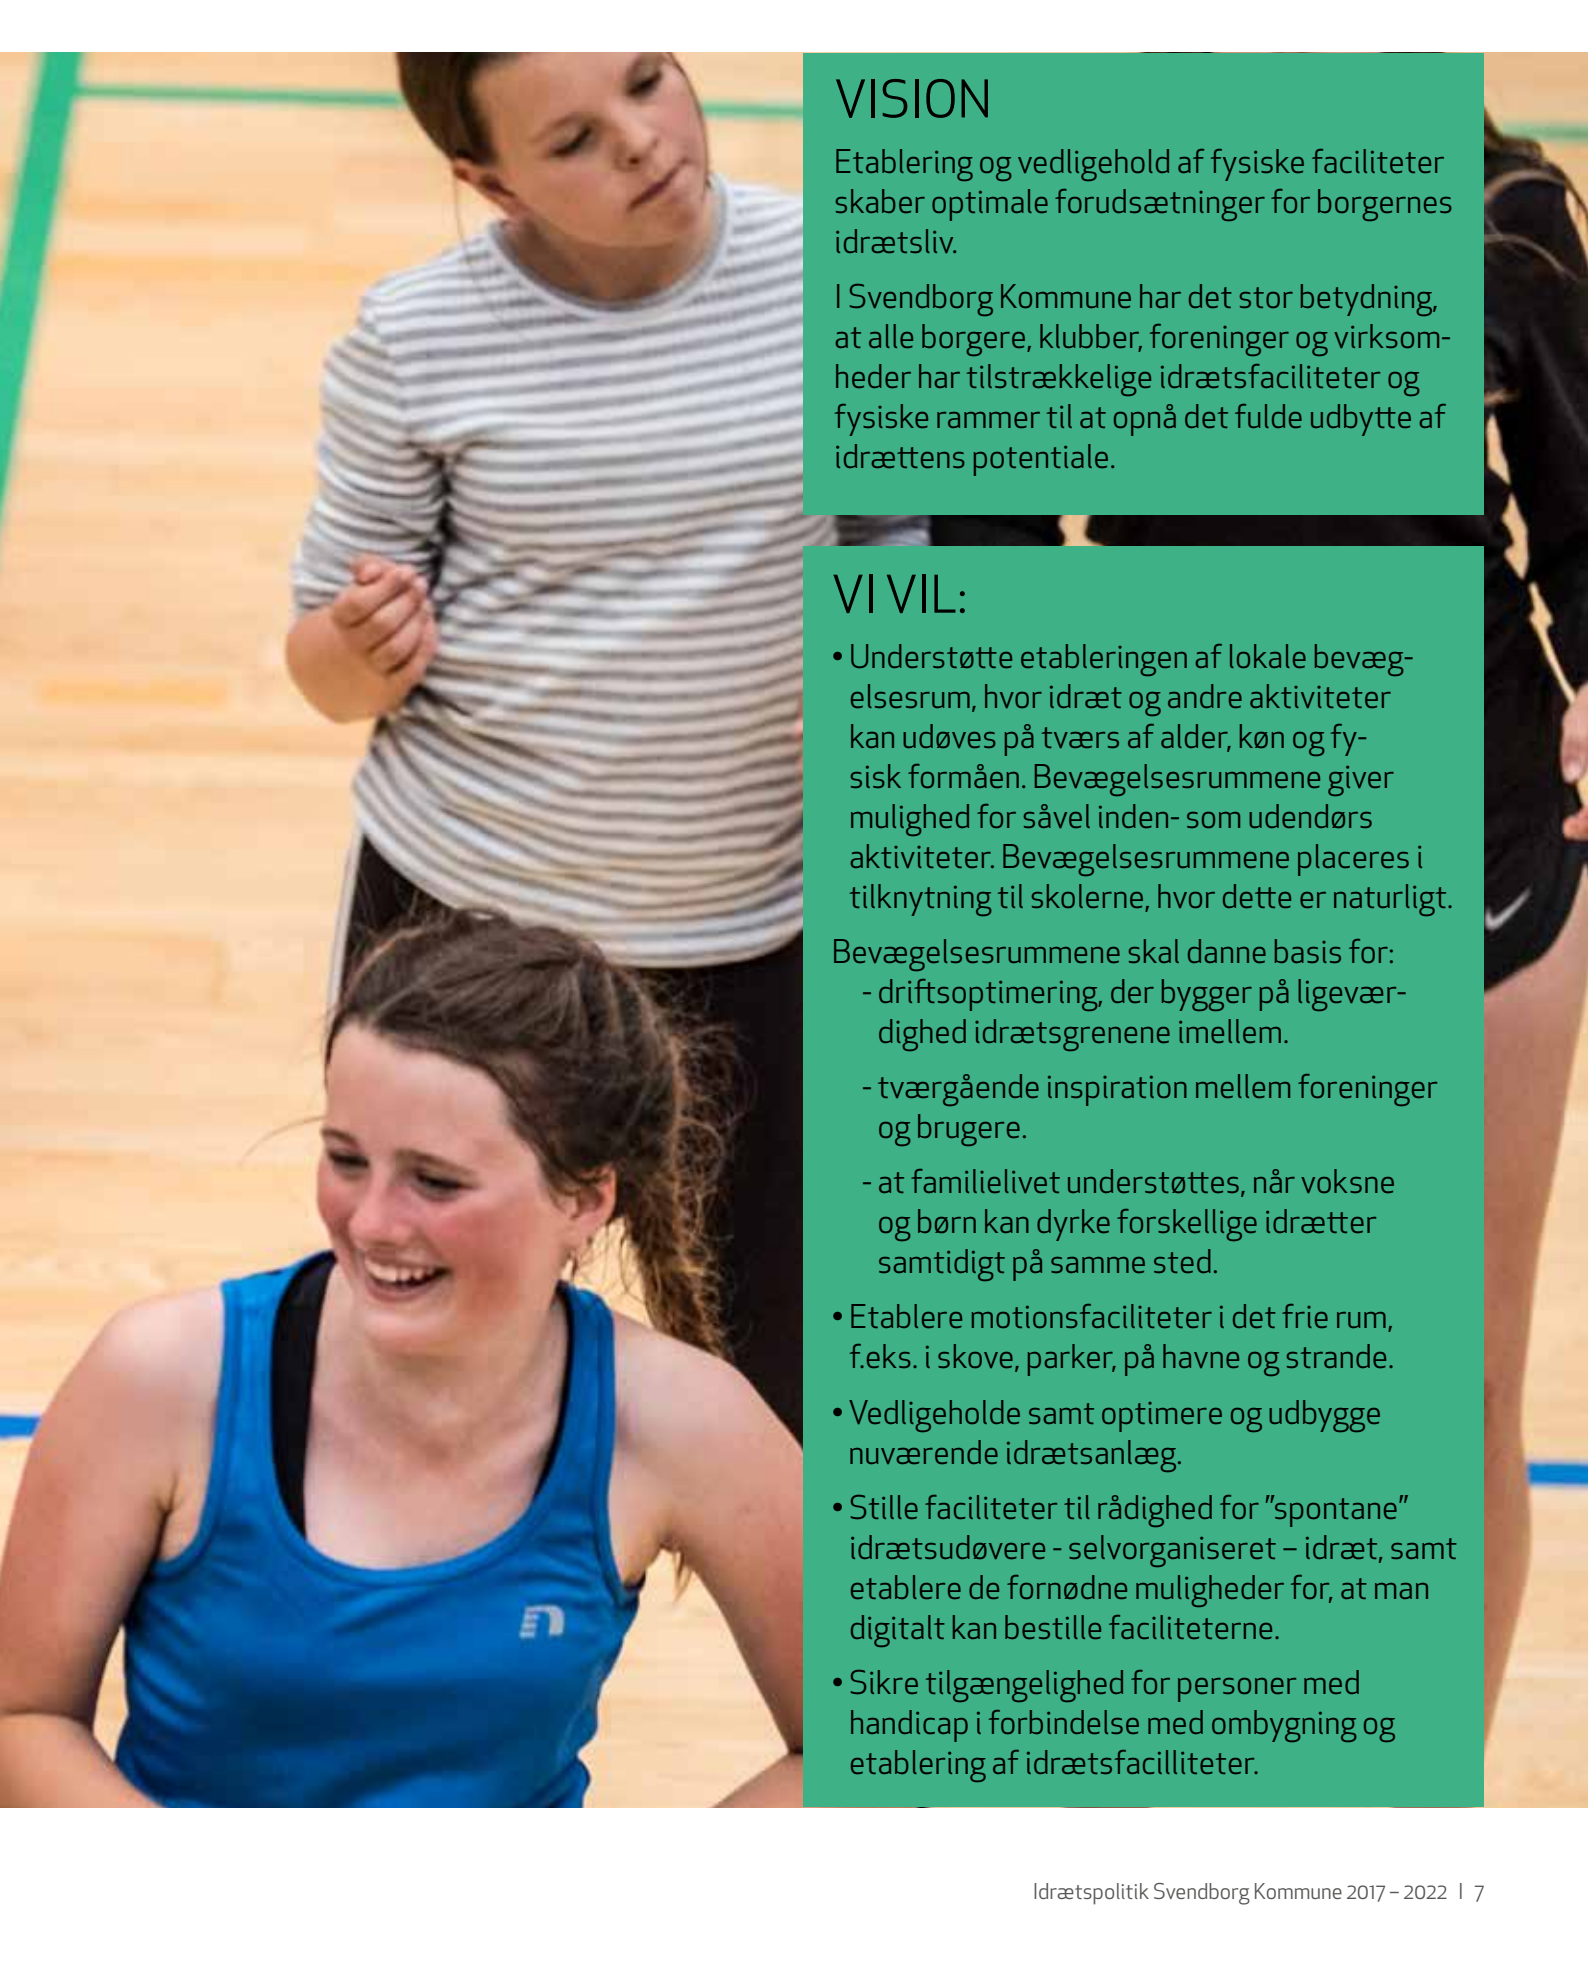 VISION
Etablering og vedligehold af fysiske faciliteter
skaber optimale forudsætninger for borgernes
idrætsliv.
I Svendborg Kommune har det stor betydning,
at alle borgere, klubber, foreninger og virksom-
heder har tilstrækkelige idrætsfaciliteter og
fysiske rammer til at opnå det fulde udbytte af
idrættens potentiale.
VI VIL:
• Understøtte etableringen af lokale bevæg-
elsesrum, hvor idræt og andre aktiviteter
kan udøves på tværs af alder, køn og fy-
sisk formåen. Bevægelsesrummene giver
mulighed for såvel inden- som udendørs
aktiviteter. Bevægelsesrummene placeres i
tilknytning til skolerne, hvor dette er naturligt.
Bevægelsesrummene skal danne basis for:
- driftsoptimering, der bygger på ligevær-
dighed idrætsgrenene imellem.
- tværgående inspiration mellem foreninger
og brugere.
- at familielivet understøttes, når voksne
og børn kan dyrke forskellige idrætter
samtidigt på samme sted.
• Etablere motionsfaciliteter i det frie rum,
f.eks. i skove, parker, på havne og strande.
• Vedligeholde samt optimere og udbygge
nuværende idrætsanlæg.
• Stille faciliteter til rådighed for ”spontane”
idrætsudøvere - selvorganiseret – idræt, samt
etablere de fornødne muligheder for, at man
digitalt kan bestille faciliteterne.
• Sikre tilgængelighed for personer med
handicap i forbindelse med ombygning og
etablering af idrætsfacilliteter.
Idrætspolitik Svendborg Kommune 2017 – 2022 | 7